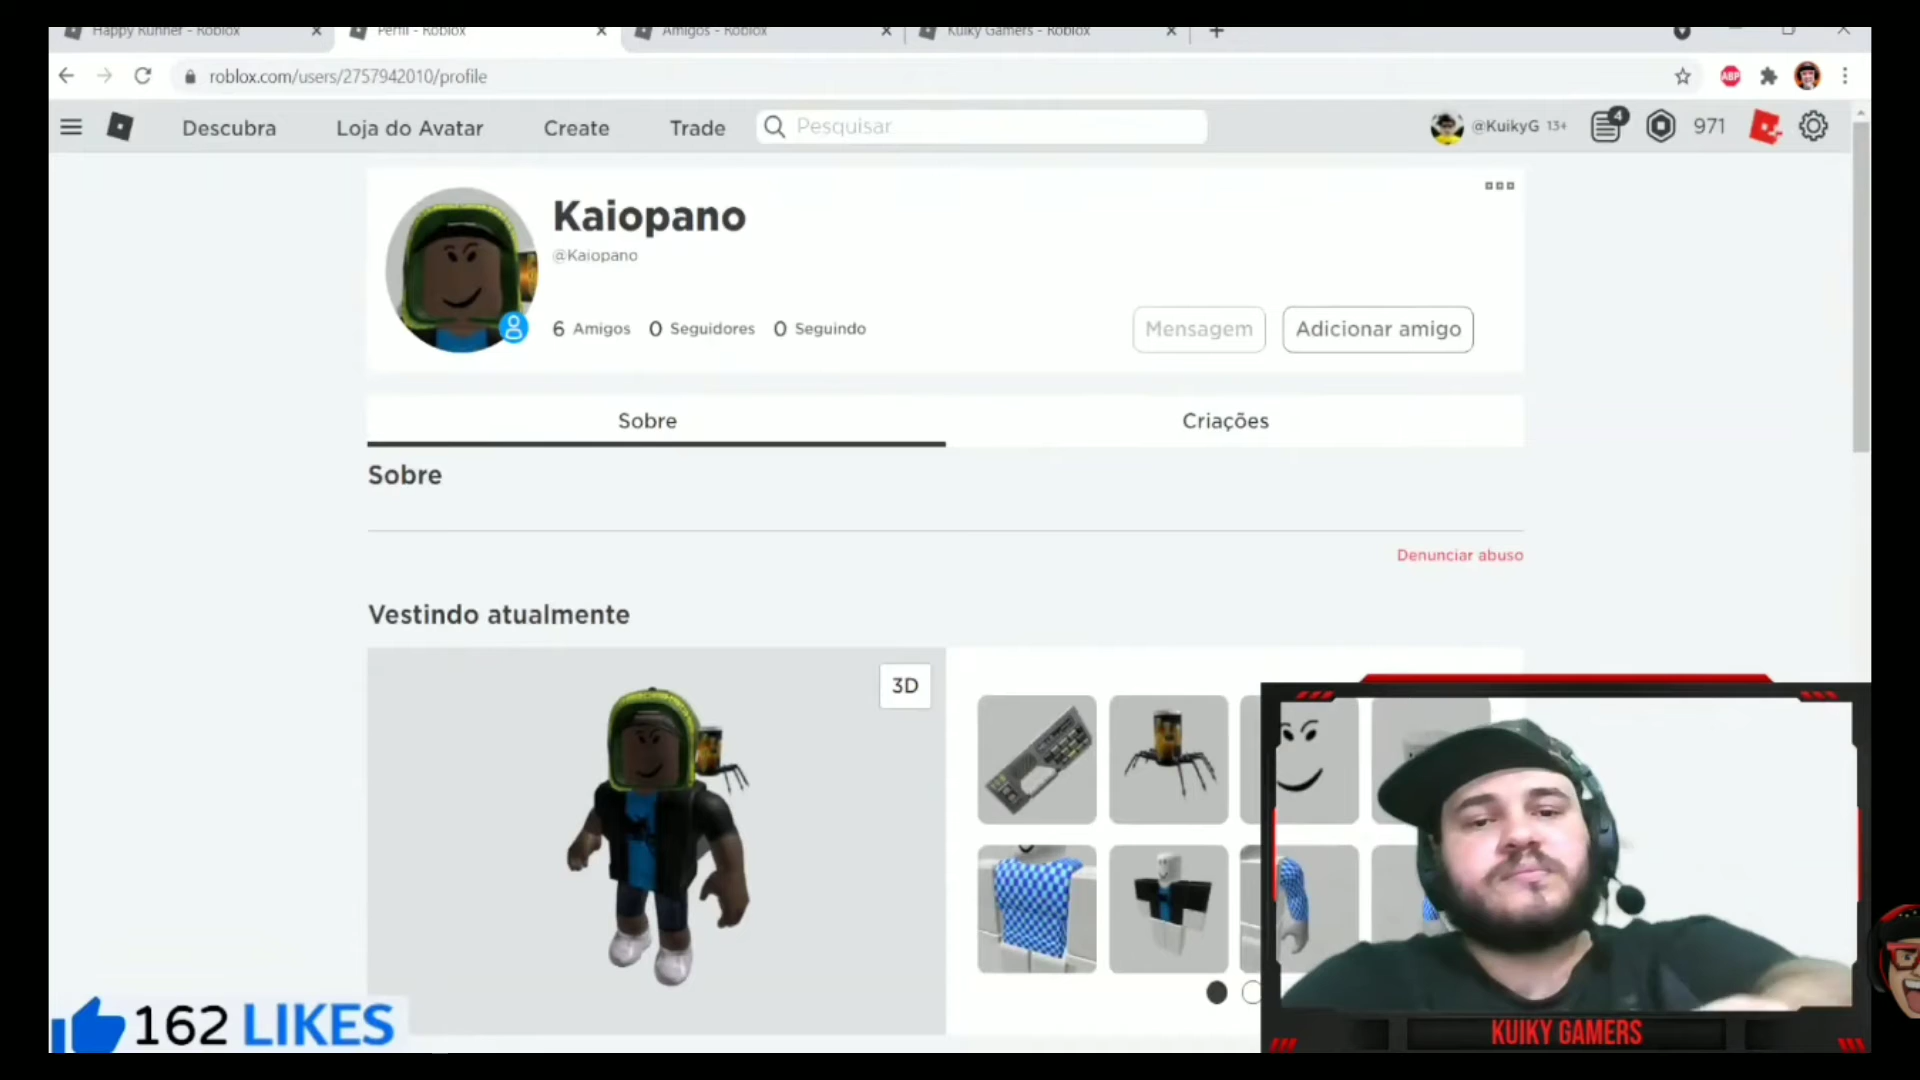 Happy Runner - Roblox
Perfil - Roblox
Amigos - Roblox
Kuiky Gamers - Roblox
roblox.com/users/2757942010/profile
ABP
Descubra
Loja do Avatar
Create
Trade
Pesquisar
@KuikyG 13+
4
971
Kaiopano
@Kaiopano
6 Amigos 0 Seguidores 0 Seguindo
Mensagem
Adicionar amigo
Sobre
Criações
Sobre
Denunciar abuso
Vestindo atualmente
3D
162 LIKES
KUIKY GAMERS